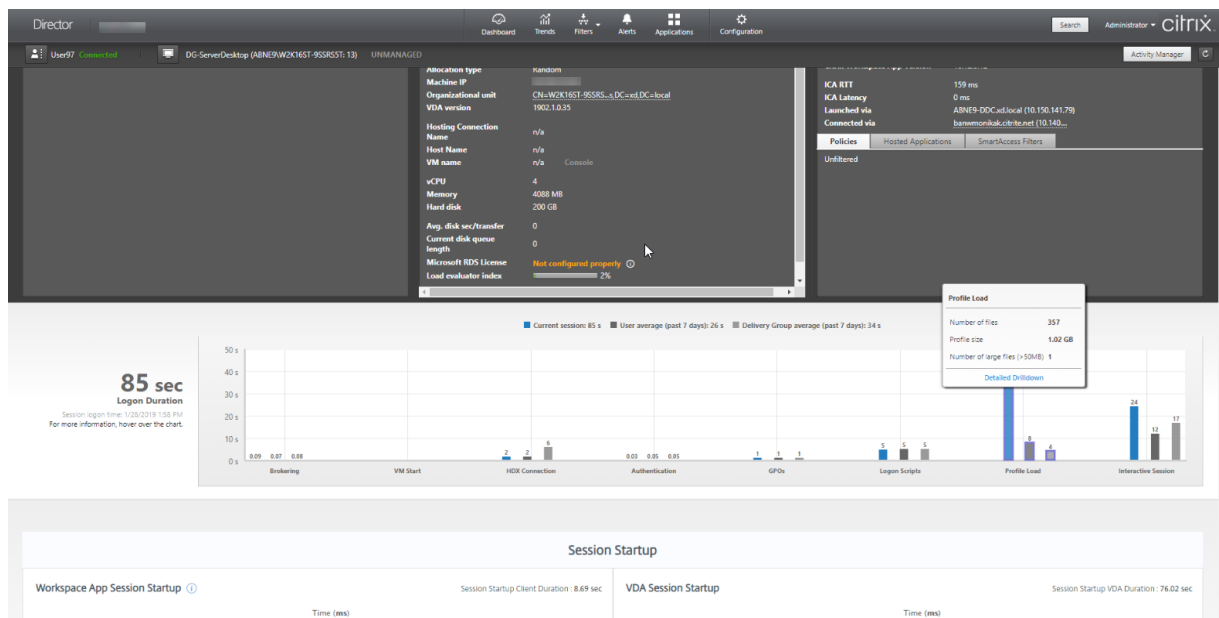 Director
Dashboard
Trends
Filters
Alerts
Applications
Configuration
Search
Administrator
CITRIX
User97 Connected
DG-ServerDesktop (ABNE9\W2K16ST-9SSRS5T: 13)
UNMANAGED
Activity Manager
Allocation type Random
Machine IP
Organizational unit CN=W2K16ST-9SSRS...s,DC=xd,DC=local
VDA version 1902.1.0.35
Hosting Connection
Name n/a
Host Name n/a
VM name n/a Console
vCPU 4
Memory 4088 MB
Hard disk 200 GB
Avg. disk sec/transfer 0
Current disk queue
length 0
Microsoft RDS License Not configured properly
Load evaluator index 2%
ICA RTT 159 ms
ICA Latency 0 ms
Launched via ABNE9-DDC.xd.local (10.150.141.79)
Connected via banwmonikak.citrite.net (10.140....
Policies Hosted Applications SmartAccess Filters
Unfiltered
Profile Load
Number of files 357
Profile size 1.02 GB
Number of large files (>50MB) 1
Detailed Drilldown
Current session: 85 s User average (past 7 days): 26 s Delivery Group average (past 7 days): 34 s
85 sec
Logon Duration
Session logon time: 1/28/2019 1:58 PM
For more information, hover over the chart.
50 s
40 s
30 s
20 s
10 s
0 s
0.09 0.07 0.08
2 2 6
0.03 0.05 0.05
1 1 1
5 5 5
8 4
24 12 17
Brokering VM Start HDX Connection Authentication GPOs Logon Scripts Profile Load Interactive Session
Session Startup
Workspace App Session Startup
Session Startup Client Duration : 8.69 sec
Time (ms)
VDA Session Startup
Session Startup VDA Duration : 76.02 sec
Time (ms)